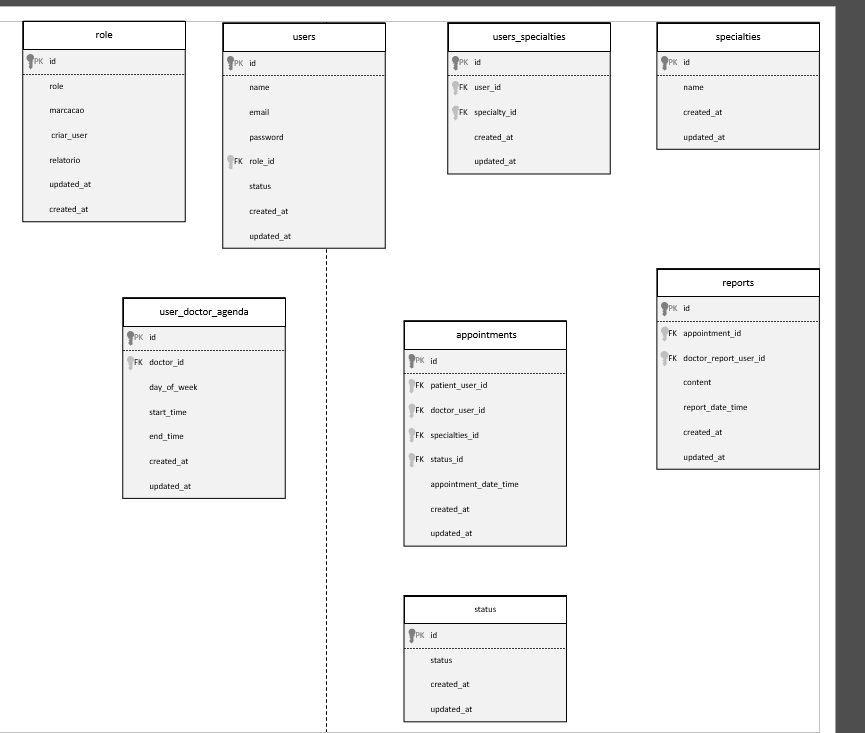 role
PK id
role
marcacao
criar_user
relatorio
updated_at
created_at
users
PK id
name
email
password
FK role_id
status
created_at
updated_at
users_specialties
PK id
FK user_id
FK specialty_id
created_at
updated_at
specialties
PK id
name
created_at
updated_at
user_doctor_agenda
PK id
FK doctor_id
day_of_week
start_time
end_time
created_at
updated_at
appointments
PK id
FK patient_user_id
FK doctor_user_id
FK specialties_id
FK status_id
appointment_date_time
created_at
updated_at
reports
PK id
FK appointment_id
FK doctor_report_user_id
content
report_date_time
created_at
updated_at
status
PK id
status
created_at
updated_at